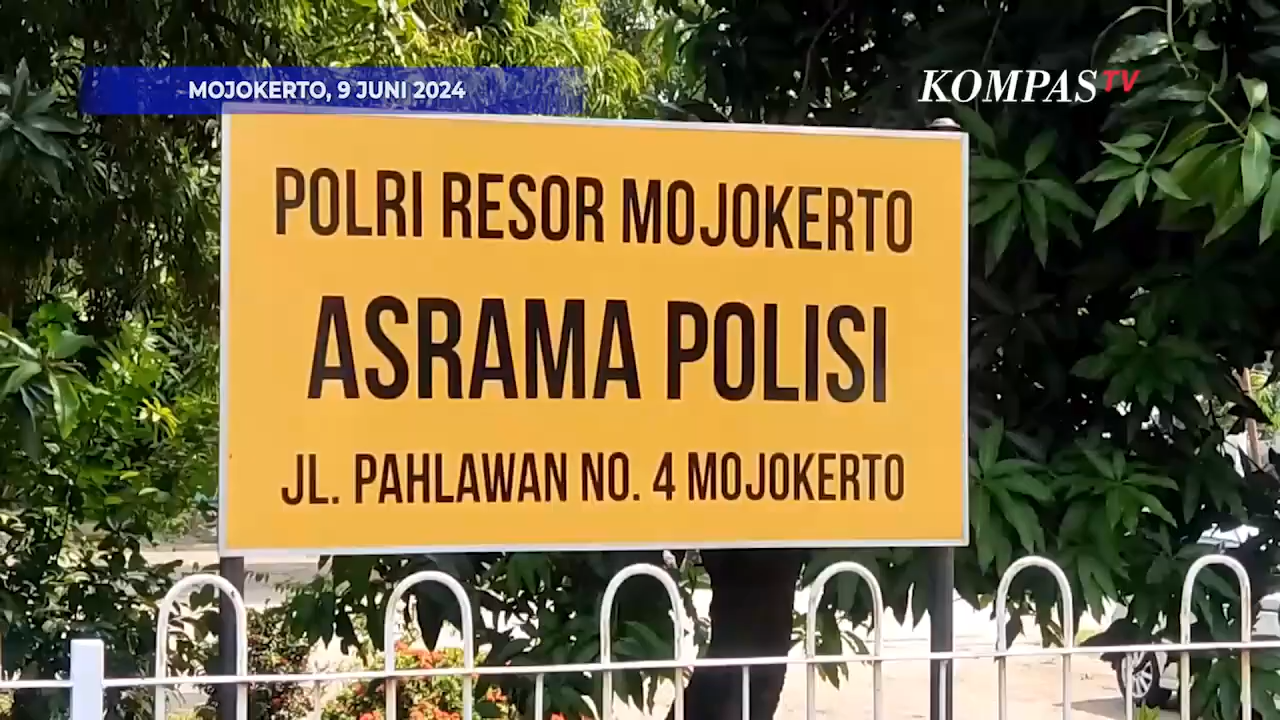 MOJOKERTO, 9 JUNI 2024
KOMPASTV
POLRI RESOR MOJOKERTO
ASRAMA POLISI
JL. PAHLAWAN NO. 4 MOJOKERTO